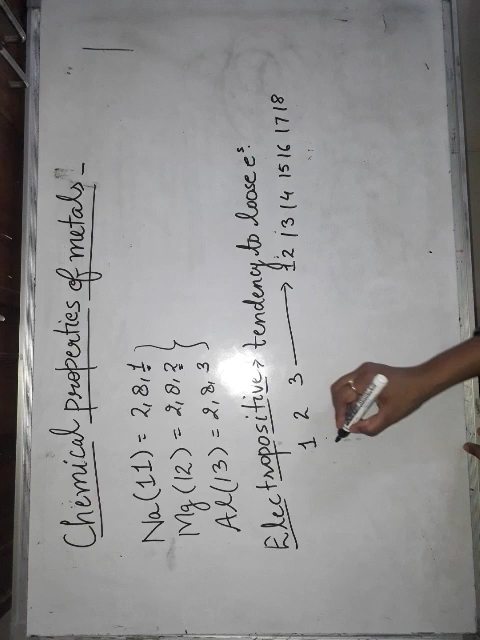 Chemical properties of metals-
Na(11) = 2,8,1
Mg(12) = 2,8,2
Al(13) = 2,8,3
Electropositive → tendency to loose e^s.
1 2 3 → 12 13 14 15 16 17 18